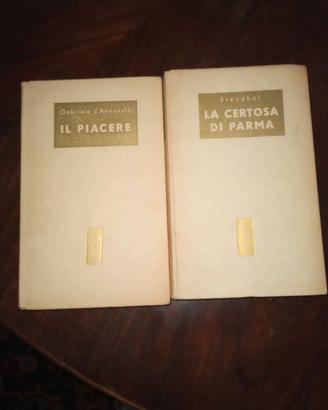 Gabriele d'Annunzio
IL PIACERE
Stendhal
LA CERTOSA
DI PARMA